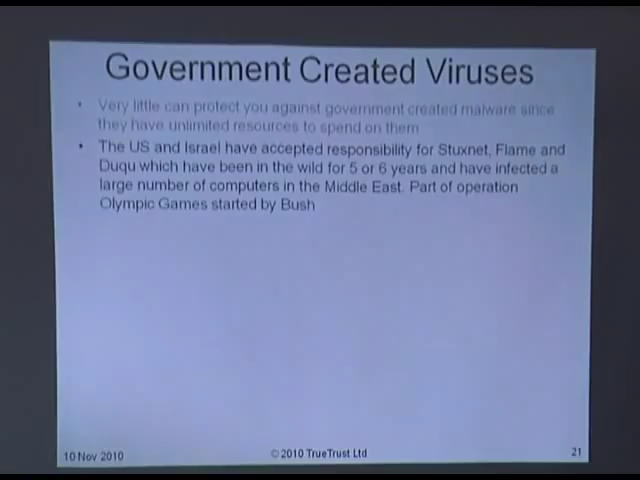 Government Created Viruses
• Very little can protect you against government created malware since
they have unlimited resources to spend on them
• The US and Israel have accepted responsibility for Stuxnet, Flame and
Duqu which have been in the wild for 5 or 6 years and have infected a
large number of computers in the Middle East. Part of operation
Olympic Games started by Bush
10 Nov 2010
© 2010 TrueTrust Ltd
21